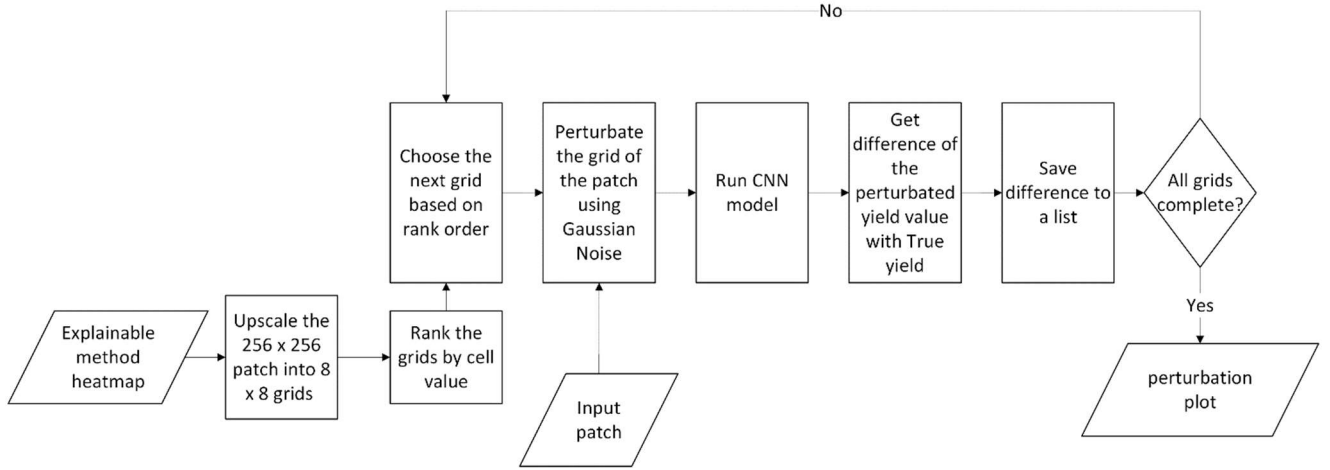 No
Choose the
next grid
based on
rank order
Perturbate
the grid of
the patch
using
Gaussian
Noise
Run CNN
model
Get
difference of
the
perturbated
yield value
with True
yield
Save
difference to
a list
All grids
complete?
Yes
Explainable
method
heatmap
Upscale the
256 x 256
patch into 8
x 8 grids
Rank the
grids by cell
value
Input
patch
perturbation
plot